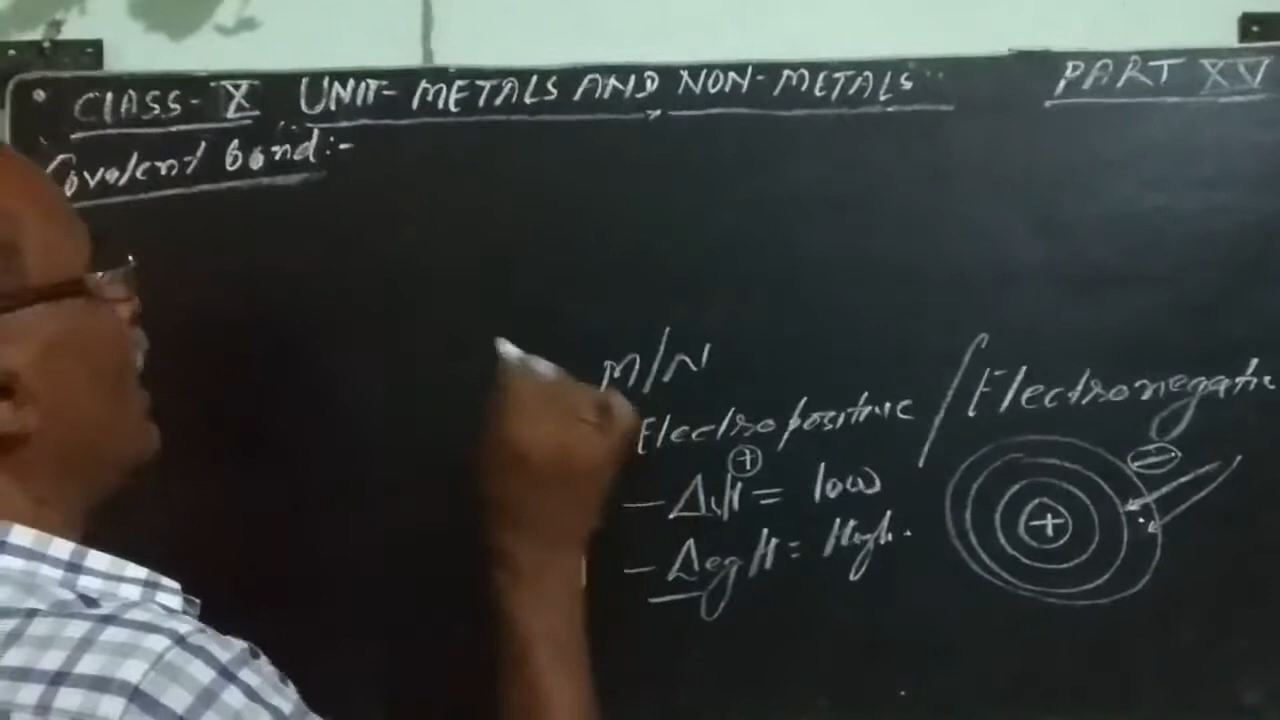 CLASS-X UNIT-METALS AND NON-METALS PART XV
Covalent Bond:-
M/N
Electropositive / Electronegative
+
-ΔiH = low
-ΔegH = High.
+
-